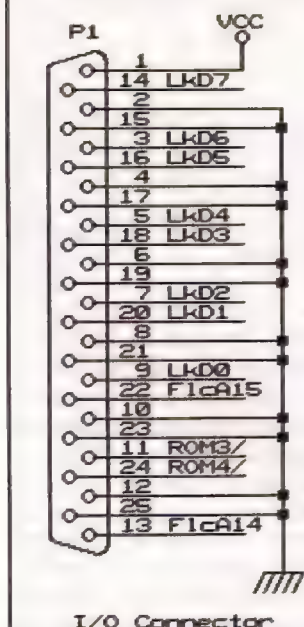 VCC
P1
1
14 LkD7
2
15
3 LkD6
16 LkD5
4
17
5 LkD4
18 LkD3
6
19
7 LkD2
20 LkD1
8
21
9 LkD0
22 FlcA15
10
23
11 ROM3/
24 ROM4/
12
25
13 FlcA14
I/O Connector